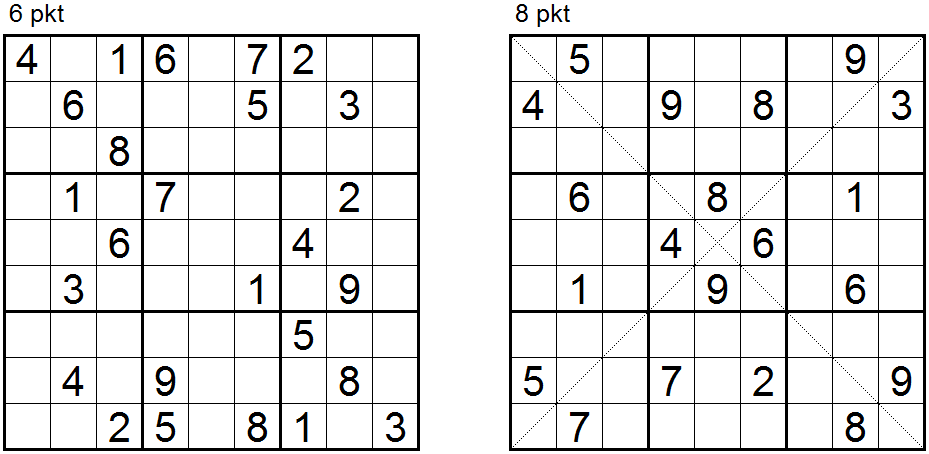 6 pkt 8 pkt
4 1 6 7 2 5 9
6 5 3 4 9 8 3
8
1 7 2 6 8 1
6 4 4 6
3 1 9 1 9 6
5
4 9 8 5 7 2 9
2 5 8 1 3 7 8